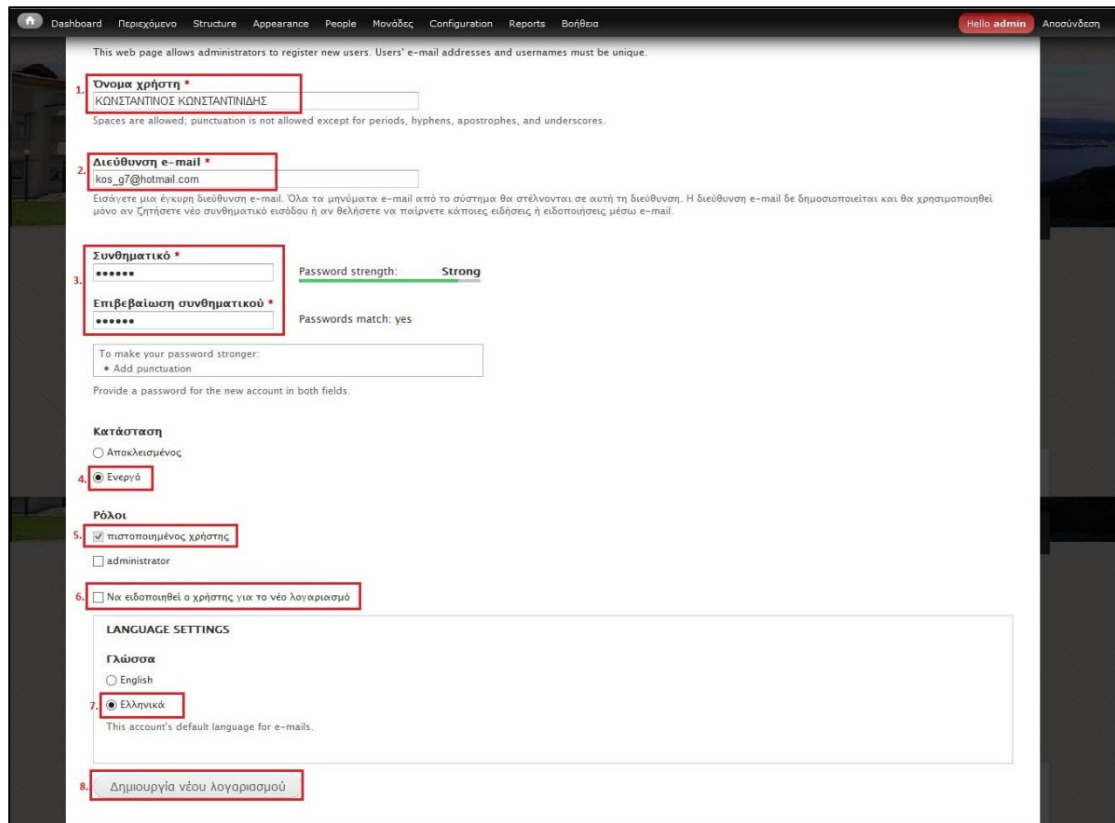 Dashboard Περιεχόμενο Structure Appearance People Μονάδες Configuration Reports Βοήθεια Hello admin Αποσύνδεση
This web page allows administrators to register new users. Users' e-mail addresses and usernames must be unique.
1. Όνομα χρήστη *
ΚΩΝΣΤΑΝΤΙΝΟΣ ΚΩΝΣΤΑΝΤΙΝΙΔΗΣ
Spaces are allowed; punctuation is not allowed except for periods, hyphens, apostrophes, and underscores.
2. Διεύθυνση e-mail *
kos_g7@hotmail.com
Εισάγετε μια έγκυρη διεύθυνση e-mail. Όλα τα μηνύματα e-mail από το σύστημα θα στέλνονται σε αυτή τη διεύθυνση. Η διεύθυνση e-mail δε δημοσιοποιείται και θα χρησιμοποιηθεί
μόνο αν ζητήσετε νέο συνθηματικό εισόδου ή αν θελήσετε να παίρνετε κάποιες ειδήσεις ή ειδοποιήσεις μέσω e-mail.
3. Συνθηματικό *
•••••• Password strength: Strong
Επιβεβαίωση συνθηματικού *
•••••• Passwords match: yes
To make your password stronger:
• Add punctuation
Provide a password for the new account in both fields.
Κατάσταση
Αποκλεισμένος
4. Ενεργό
Ρόλοι
5. πιστοποιημένος χρήστης
administrator
6. Να ειδοποιηθεί ο χρήστης για το νέο λογαριασμό
LANGUAGE SETTINGS
Γλώσσα
English
7. Ελληνικά
This account's default language for e-mails.
8. Δημιουργία νέου λογαριασμού